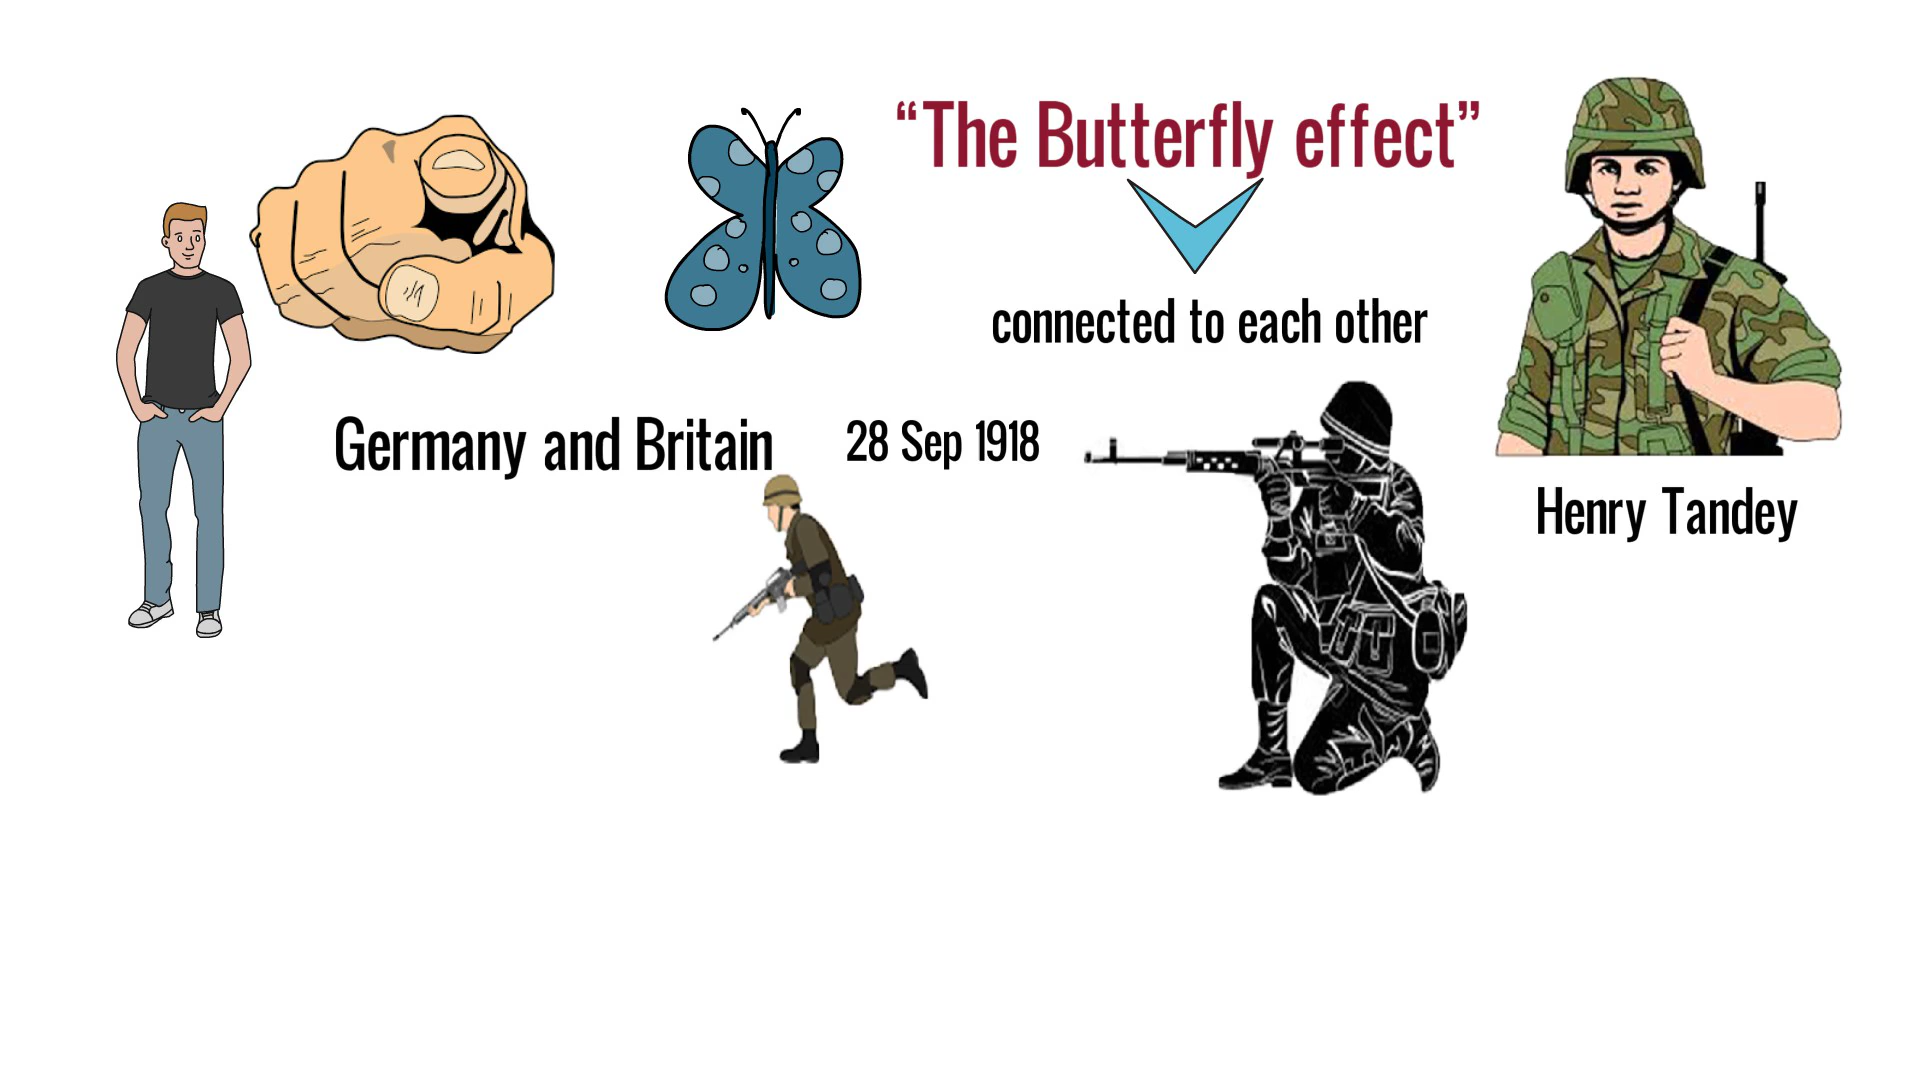 “The Butterfly effect”
connected to each other
Germany and Britain
28 Sep 1918
Henry Tandey